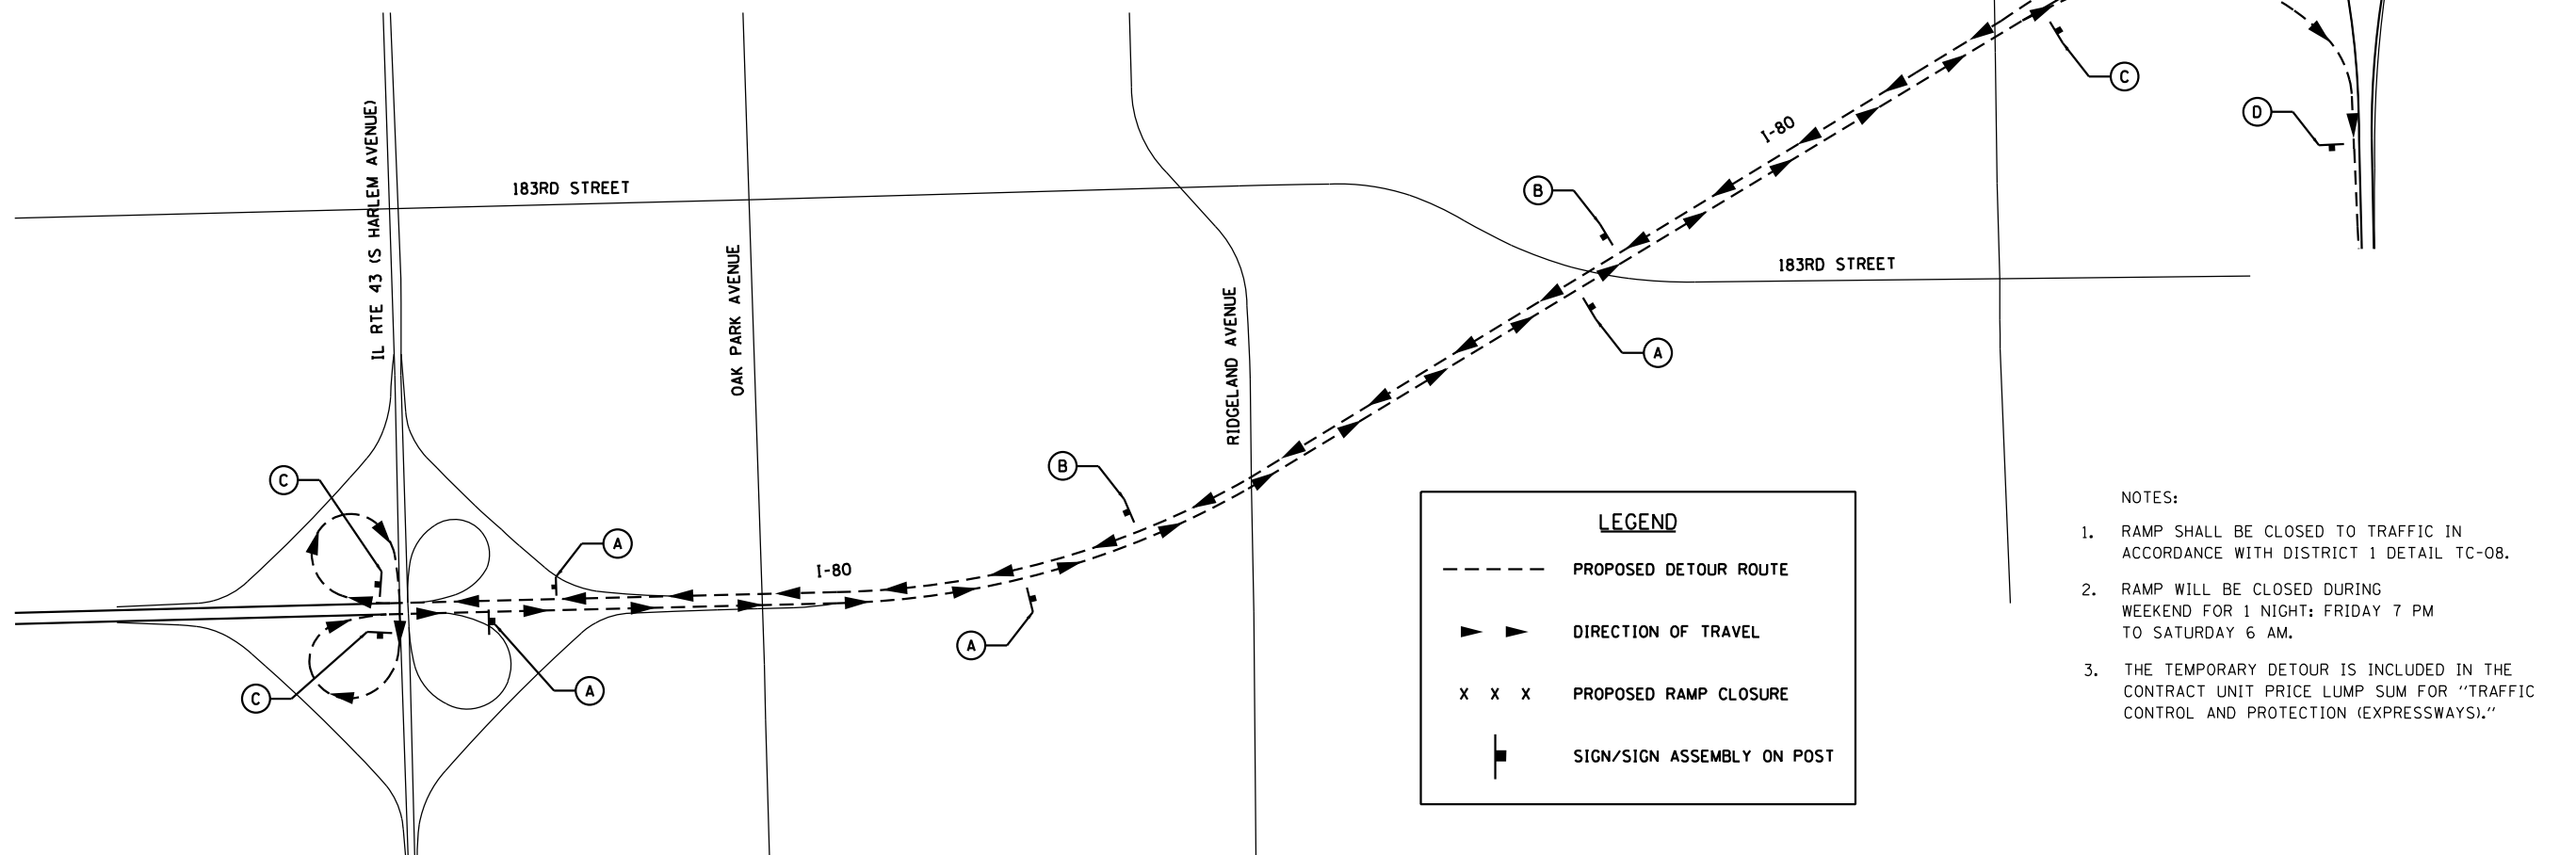 IL RTE 43 (S HARLEM AVENUE)
183RD STREET
OAK PARK AVENUE
RIDGELAND AVENUE
I-80
183RD STREET
I-80
C
D
B
A
B
A
C
A
C
A
LEGEND
PROPOSED DETOUR ROUTE
DIRECTION OF TRAVEL
X X X PROPOSED RAMP CLOSURE
SIGN/SIGN ASSEMBLY ON POST
NOTES:
1. RAMP SHALL BE CLOSED TO TRAFFIC IN
ACCORDANCE WITH DISTRICT 1 DETAIL TC-08.
2. RAMP WILL BE CLOSED DURING
WEEKEND FOR 1 NIGHT: FRIDAY 7 PM
TO SATURDAY 6 AM.
3. THE TEMPORARY DETOUR IS INCLUDED IN THE
CONTRACT UNIT PRICE LUMP SUM FOR "TRAFFIC
CONTROL AND PROTECTION (EXPRESSWAYS)."